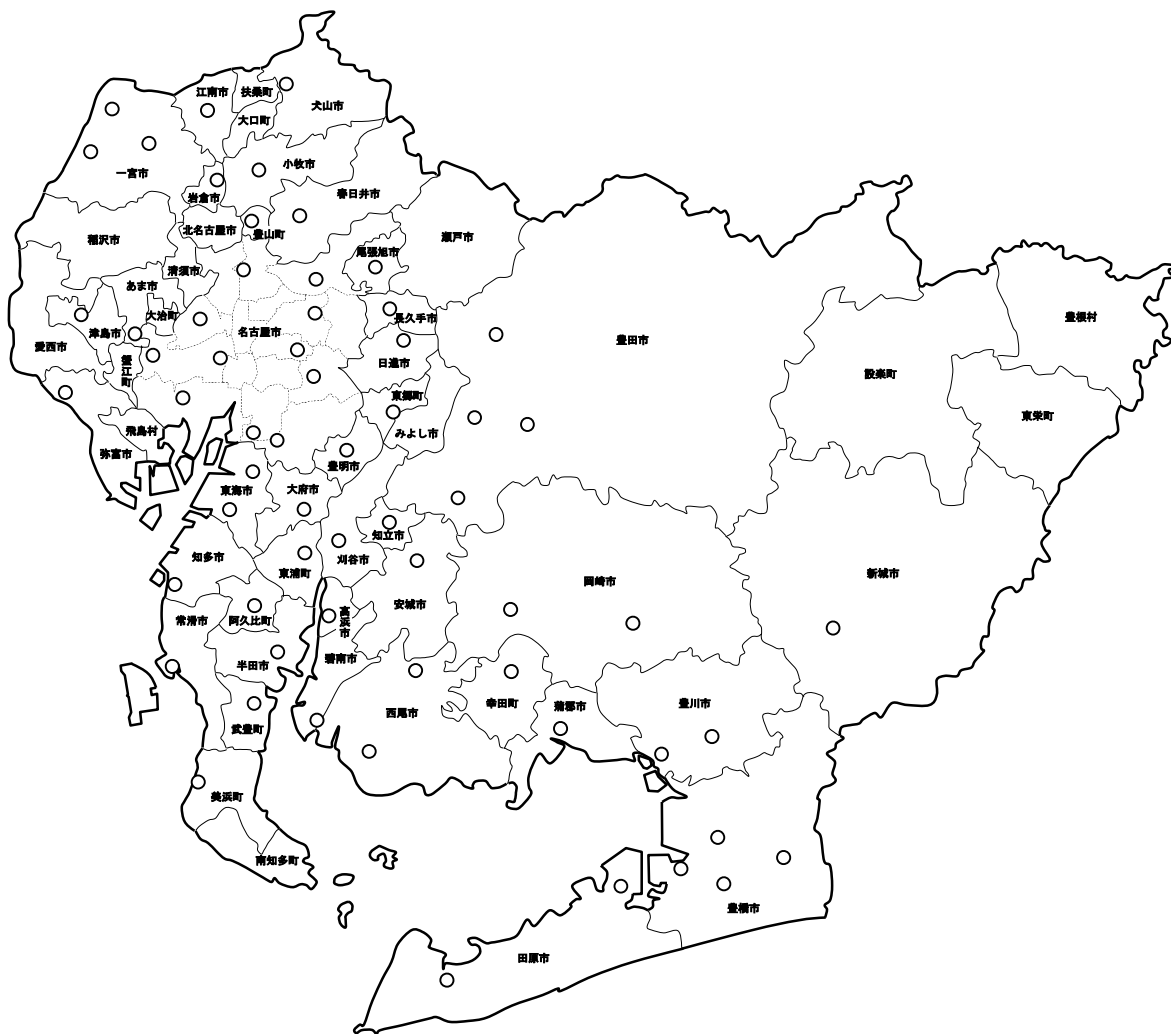 江南市
扶桑町
犬山市
大口町
一宮市
小牧市
岩倉市
春日井市
稲沢市
北名古屋市
豊山町
瀬戸市
尾張旭市
清須市
あま市
大治町
津島市
愛西市
名古屋市
長久手市
豊田市
日進市
蟹江町
東郷町
みよし市
飛島村
弥富市
豊明市
東海市
大府市
知立市
刈谷市
知多市
東浦町
安城市
岡崎市
常滑市
阿久比町
高浜市
半田市
碧南市
西尾市
幸田町
蒲郡市
豊川市
武豊町
美浜町
南知多町
豊橋市
田原市
設楽町
豊根村
東栄町
新城市